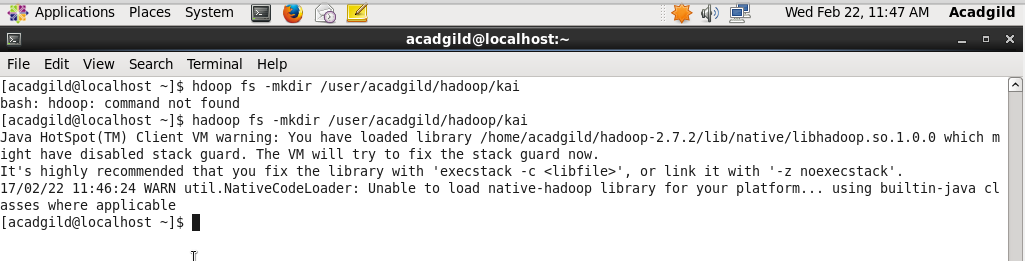 Applications Places System Wed Feb 22, 11:47 AM Acadgild
acadgild@localhost:~
File Edit View Search Terminal Help
[acadgild@localhost ~]$ hdoop fs -mkdir /user/acadgild/hadoop/kai
bash: hdoop: command not found
[acadgild@localhost ~]$ hadoop fs -mkdir /user/acadgild/hadoop/kai
Java HotSpot(TM) Client VM warning: You have loaded library /home/acadgild/hadoop-2.7.2/lib/native/libhadoop.so.1.0.0 which m
ight have disabled stack guard. The VM will try to fix the stack guard now.
It's highly recommended that you fix the library with 'execstack -c <libfile>', or link it with '-z noexecstack'.
17/02/22 11:46:24 WARN util.NativeCodeLoader: Unable to load native-hadoop library for your platform... using builtin-java cl
asses where applicable
[acadgild@localhost ~]$